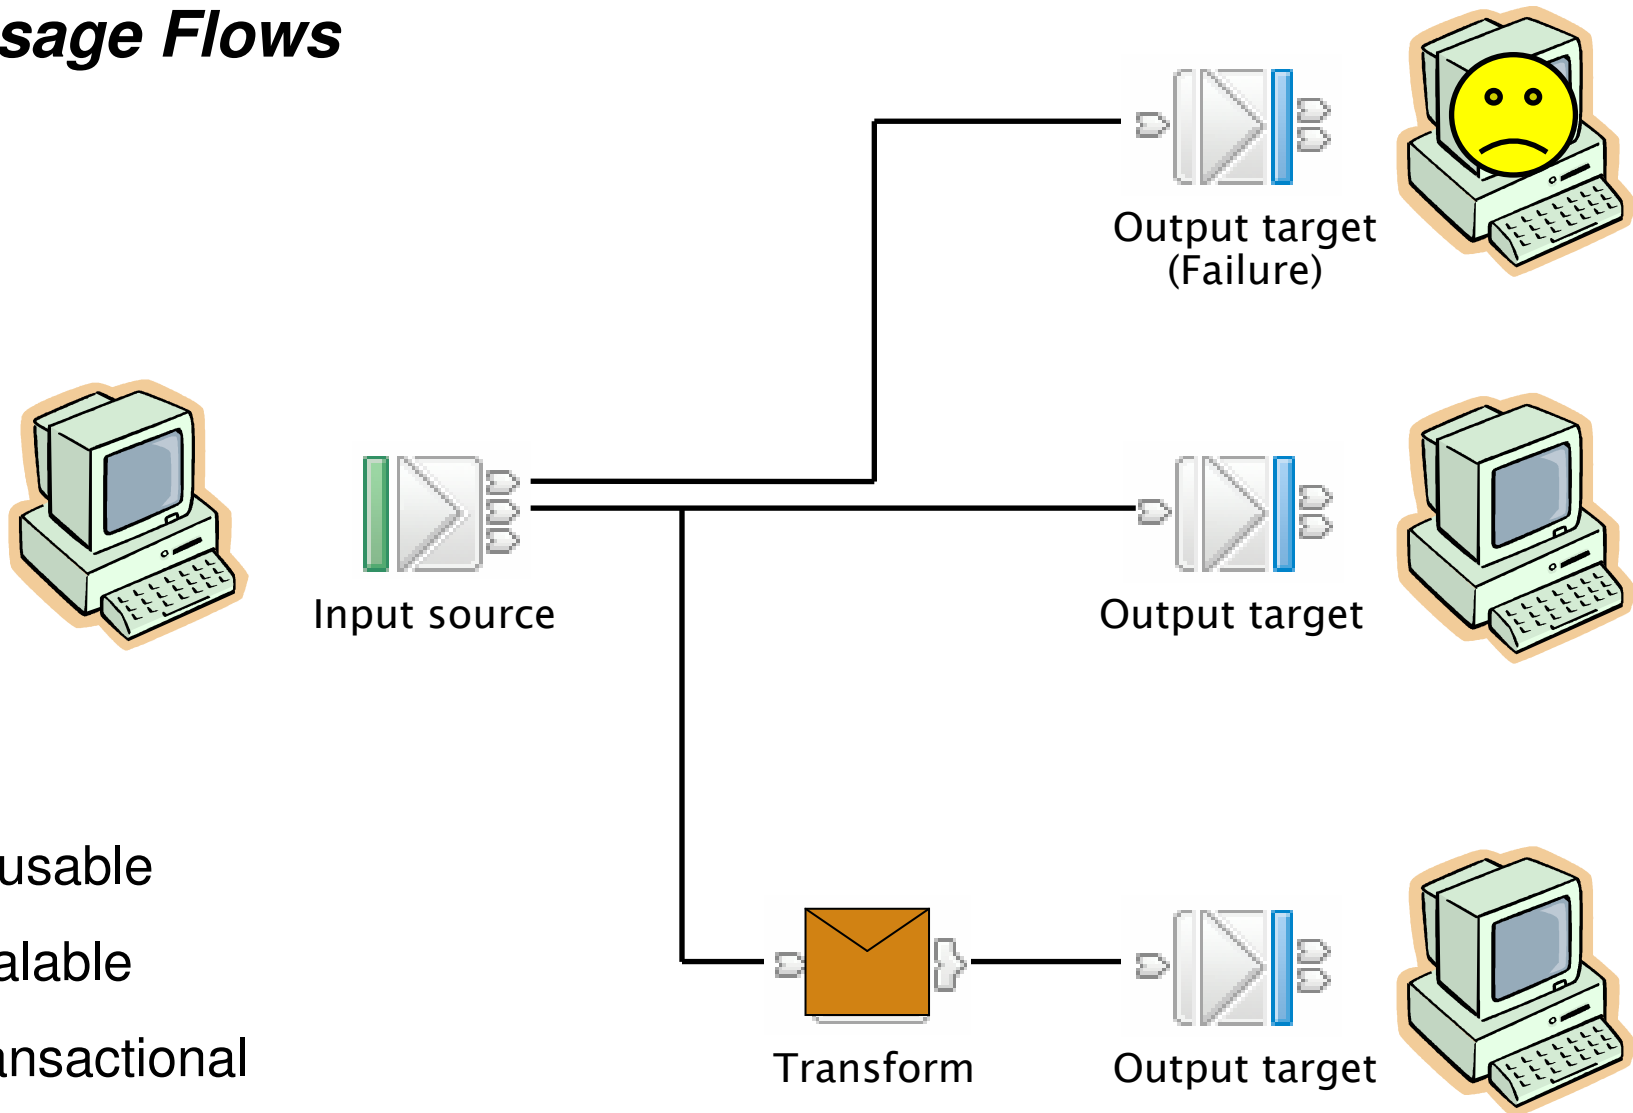 sage Flows
Output target
(Failure)
Input source
Output target
usable
alable
ansactional
Transform
Output target